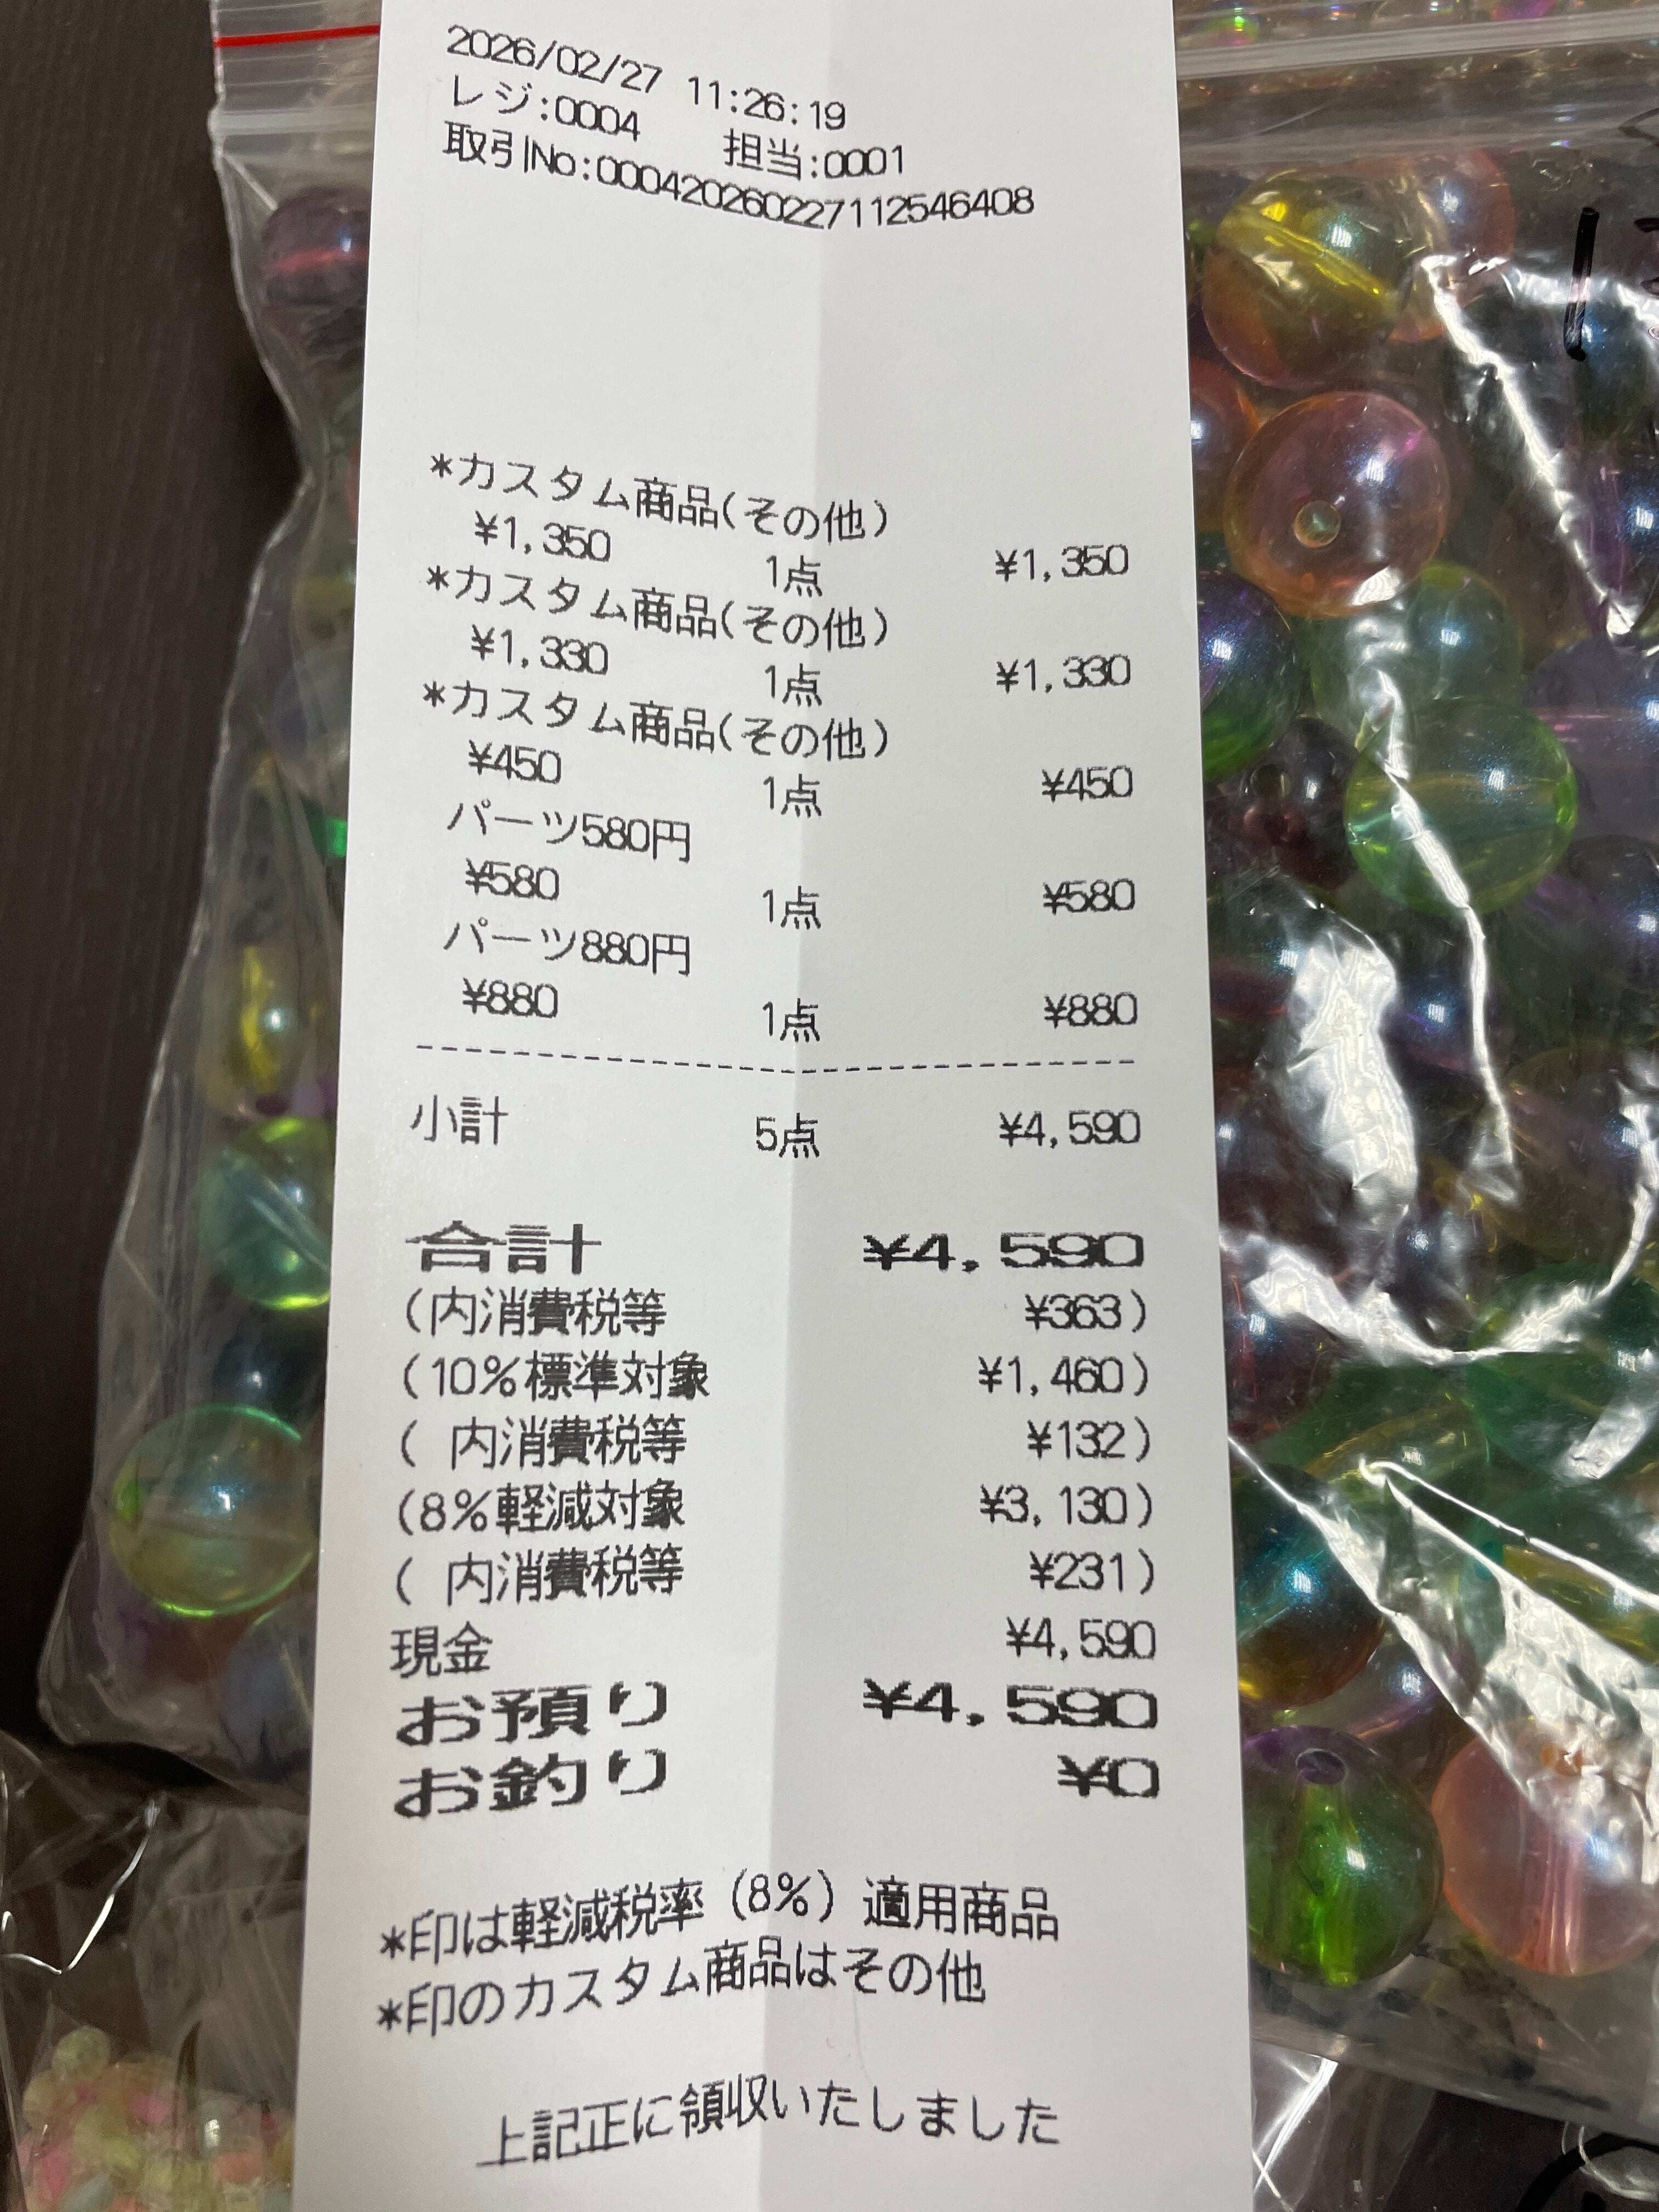 2026/02/27 11:26:19
レジ:0004 担当:0001
取引No:00042026022711254​6408
*カスタム商品(その他)
¥1,350 1点 ¥1,350
*カスタム商品(その他)
¥1,330 1点 ¥1,330
*カスタム商品(その他)
¥450 1点 ¥450
パーツ580円
¥580 1点 ¥580
パーツ880円
¥880 1点 ¥880
小計 5点 ¥4,590
合計 ¥4,590
(内消費税等 ¥363)
(10%標準対象 ¥1,460)
( 内消費税等 ¥132)
(8%軽減対象 ¥3,130)
( 内消費税等 ¥231)
現金 ¥4,590
お預り ¥4,590
お釣り ¥0
*印は軽減税率(8%)適用商品
*印のカスタム商品はその他
上記正に領収いたしました